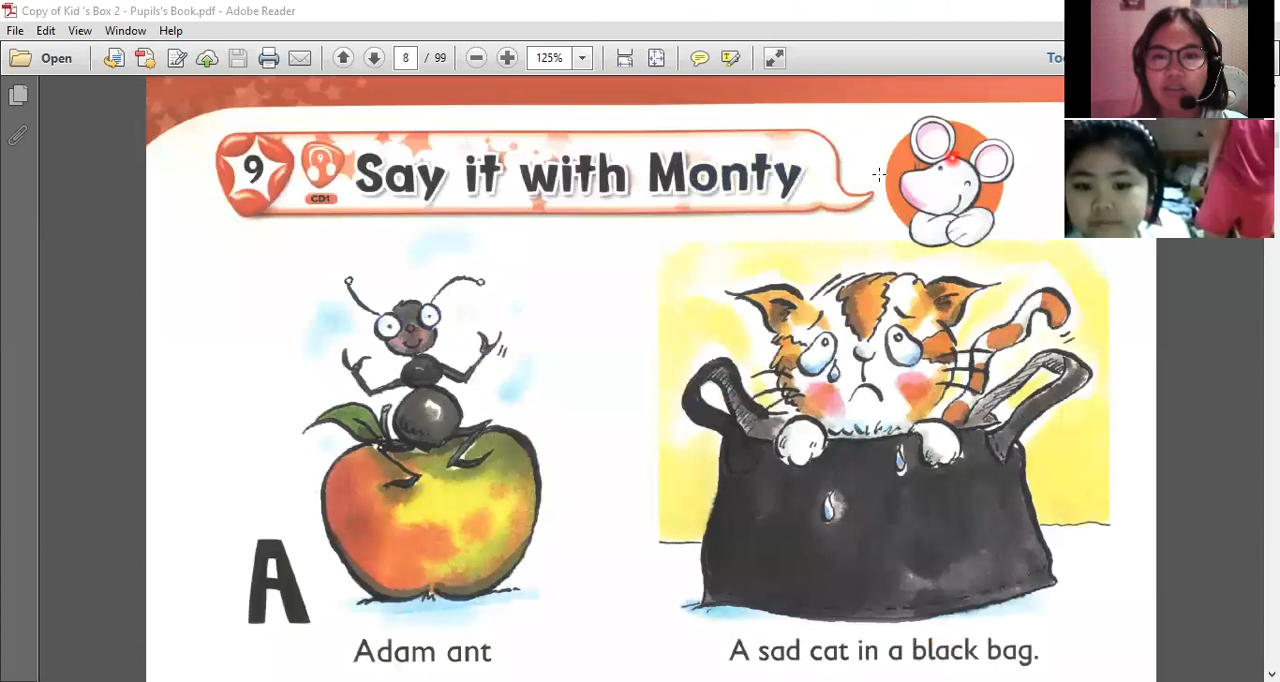 Copy of Kid 's Box 2 - Pupils's Book.pdf - Adobe Reader
File Edit View Window Help
Open 8 / 99 125% Too
9 CD1 Say it with Monty
A
Adam ant
A sad cat in a black bag.